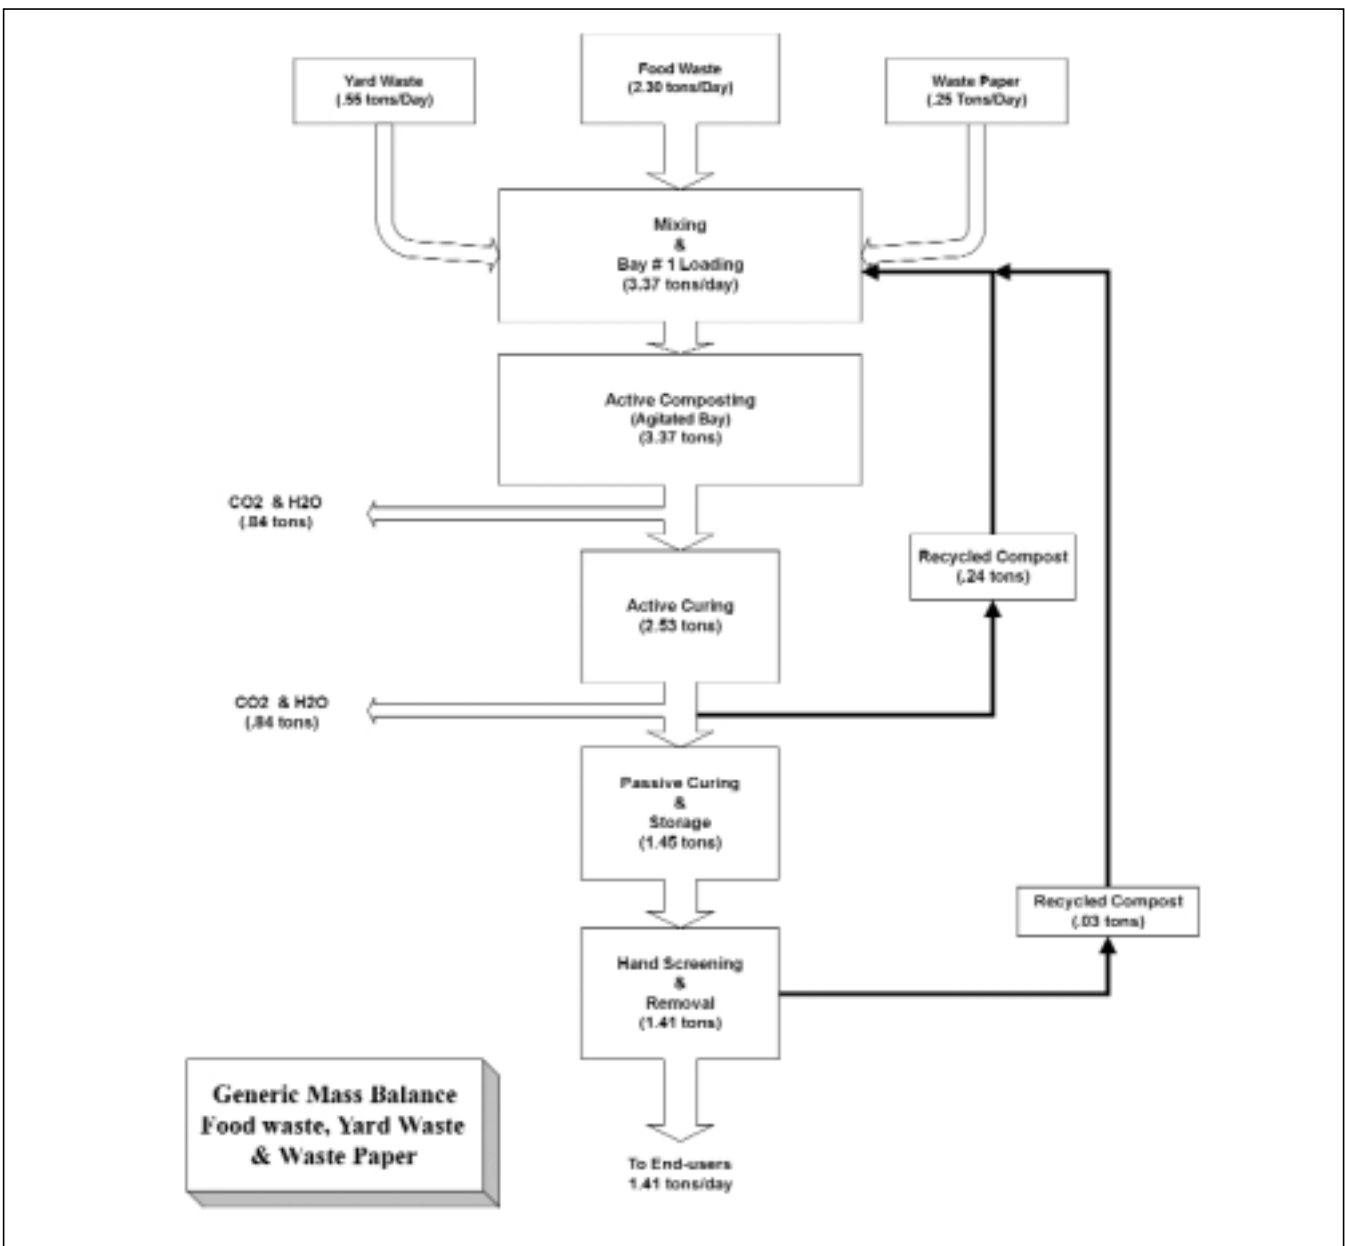 Yard Waste
(.55 tons/Day)
Food Waste
(2.30 tons/Day)
Waste Paper
(.25 Tons/Day)
Mixing
&
Bay # 1 Loading
(3.37 tons/day)
Active Composting
(Agitated Bay)
(3.37 tons)
CO2 & H2O
(.84 tons)
Recycled Compost
(.24 tons)
Active Curing
(2.53 tons)
CO2 & H2O
(.84 tons)
Passive Curing
&
Storage
(1.45 tons)
Recycled Compost
(.03 tons)
Hand Screening
&
Removal
(1.41 tons)
Generic Mass Balance
Food waste, Yard Waste
& Waste Paper
To End-users
1.41 tons/day